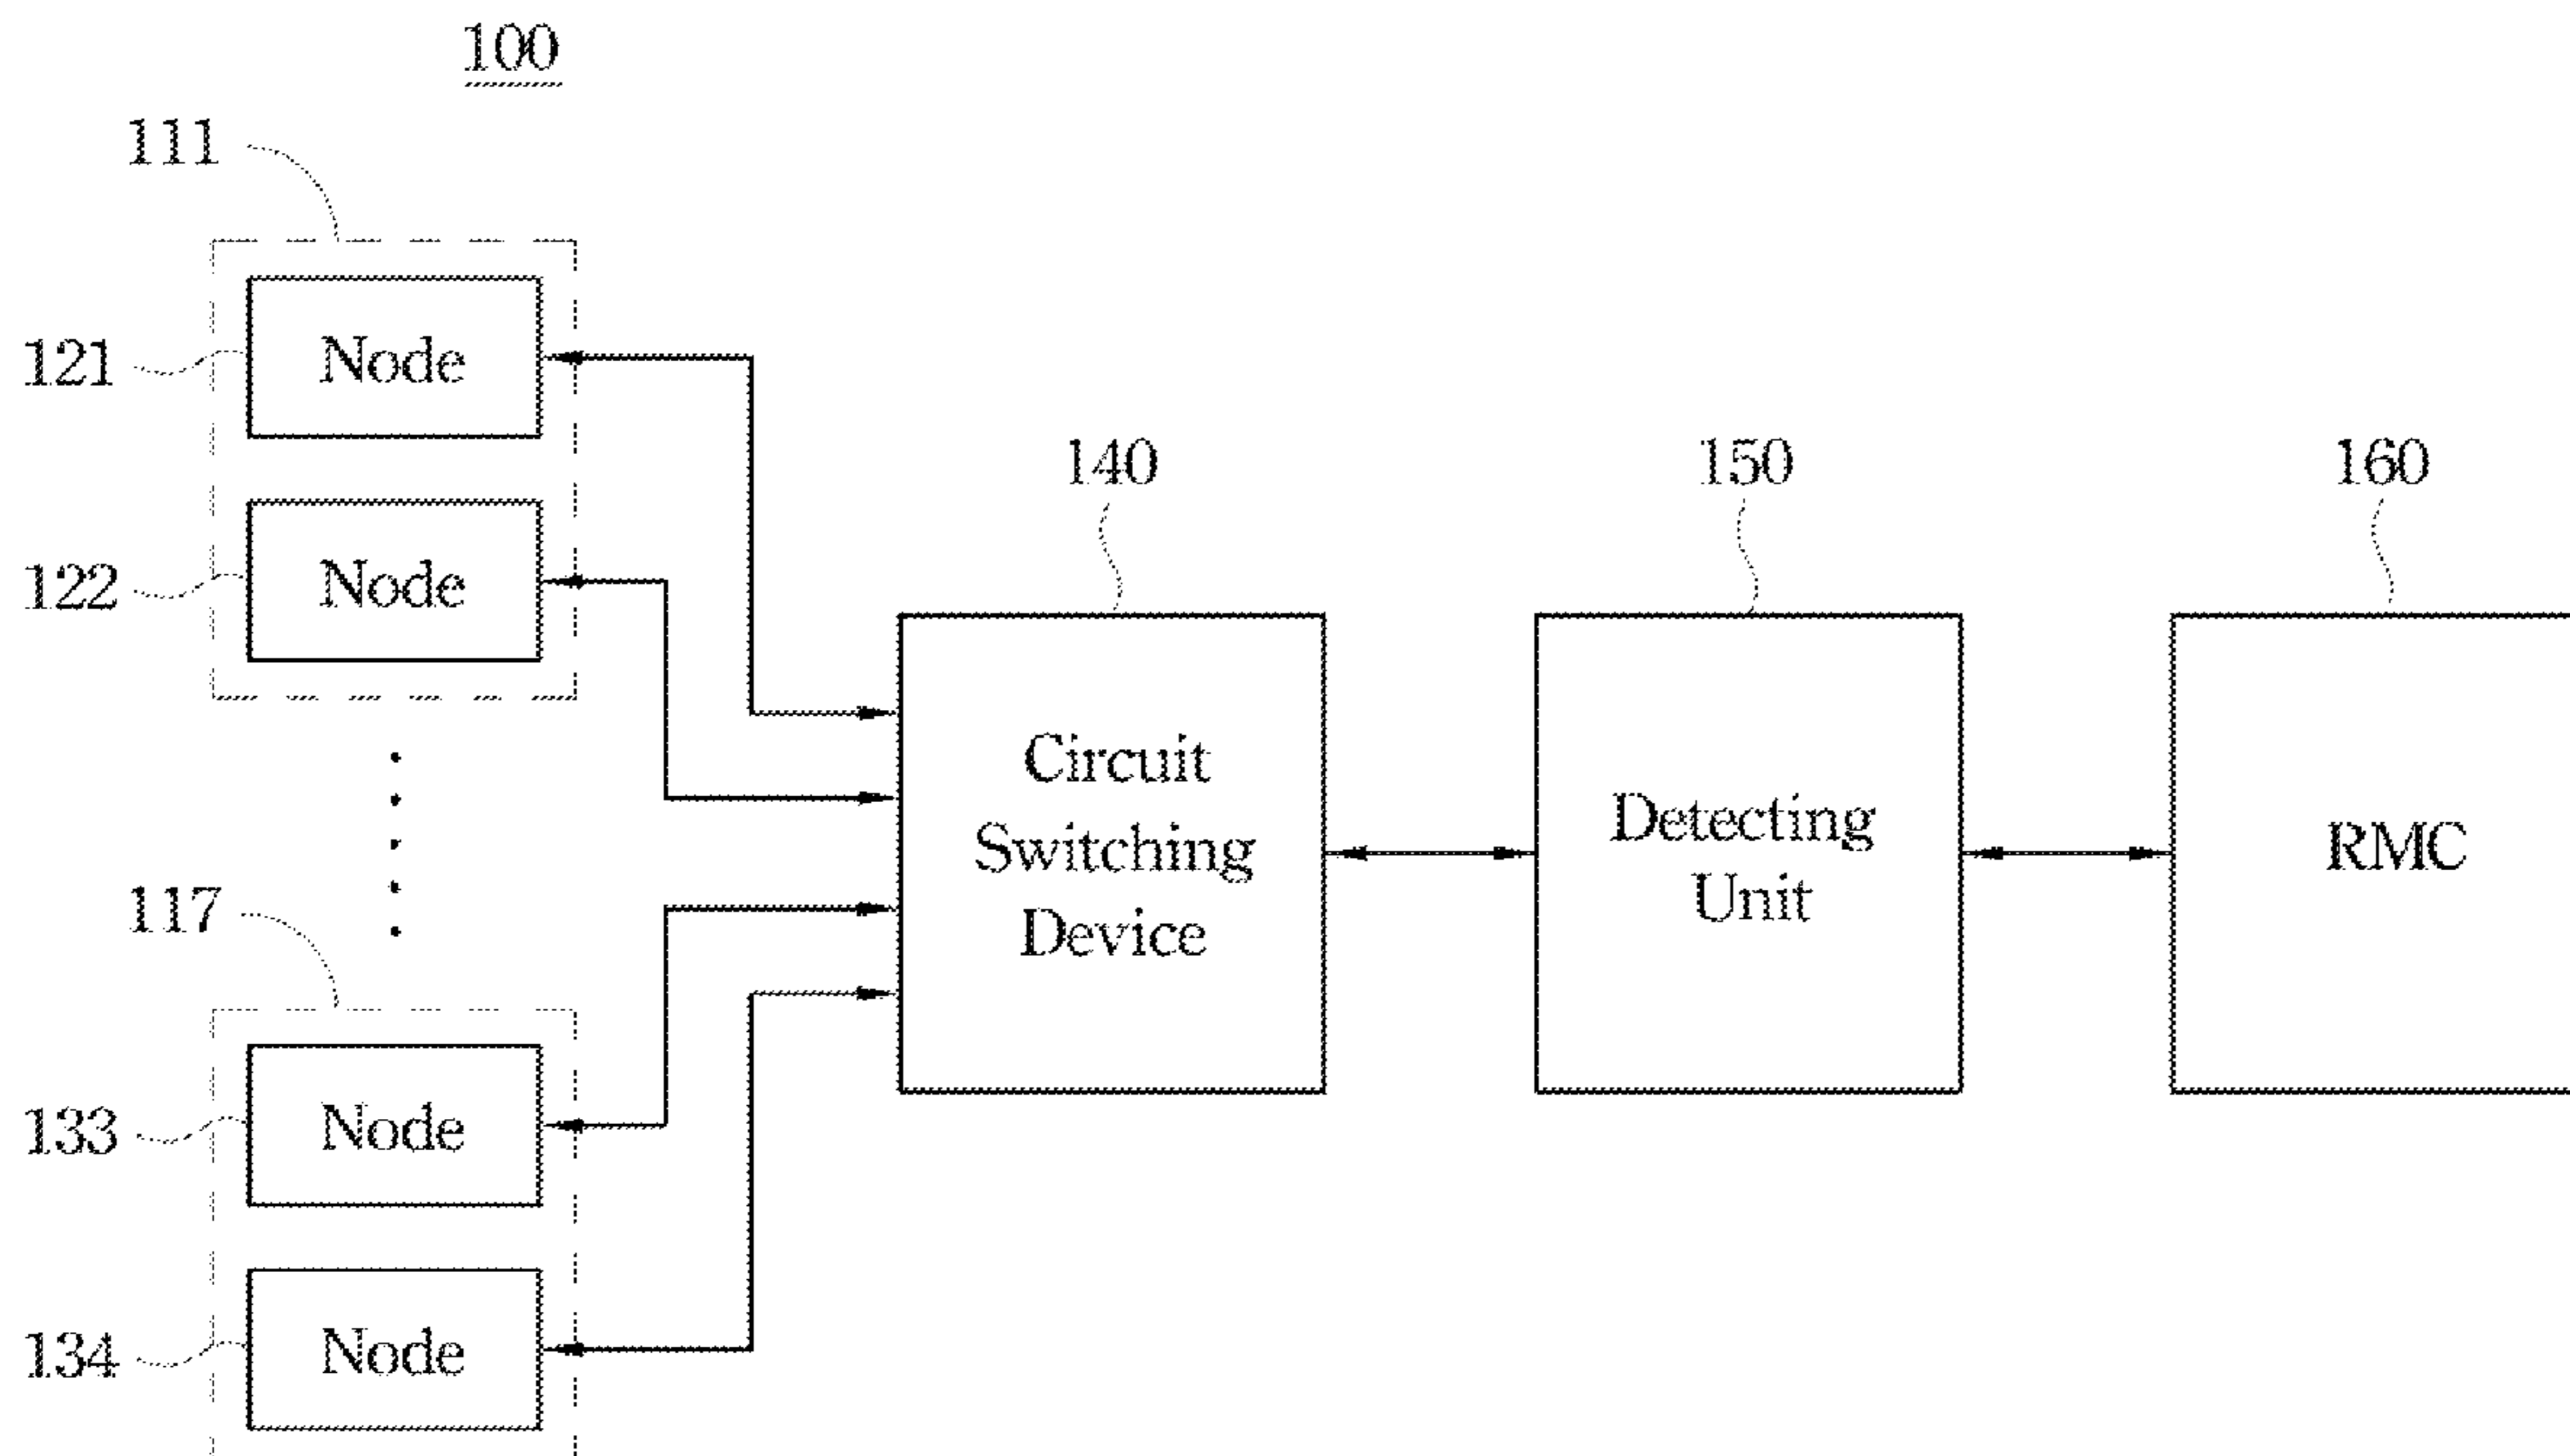 100
111
121
Node
122
Node
140
150
160
Circuit
Switching
Device
Detecting
Unit
RMC
117
133
Node
134
Node